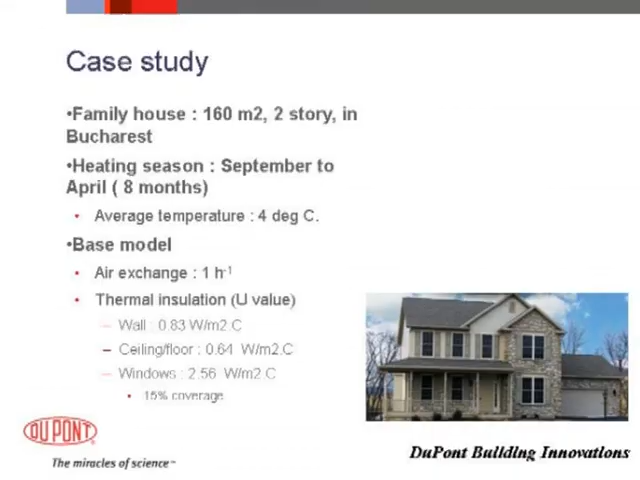 Case study
•Family house : 160 m2, 2 story, in
Bucharest
•Heating season : September to
April ( 8 months)
• Average temperature : 4 deg C.
•Base model
• Air exchange : 1 h-1
• Thermal insulation (U value)
– Wall : 0.83 W/m2.C
– Ceiling/floor : 0.64 W/m2.C
– Windows : 2.56 W/m2.C
• 15% coverage
DUPONT
The miracles of science™
DuPont Building Innovations